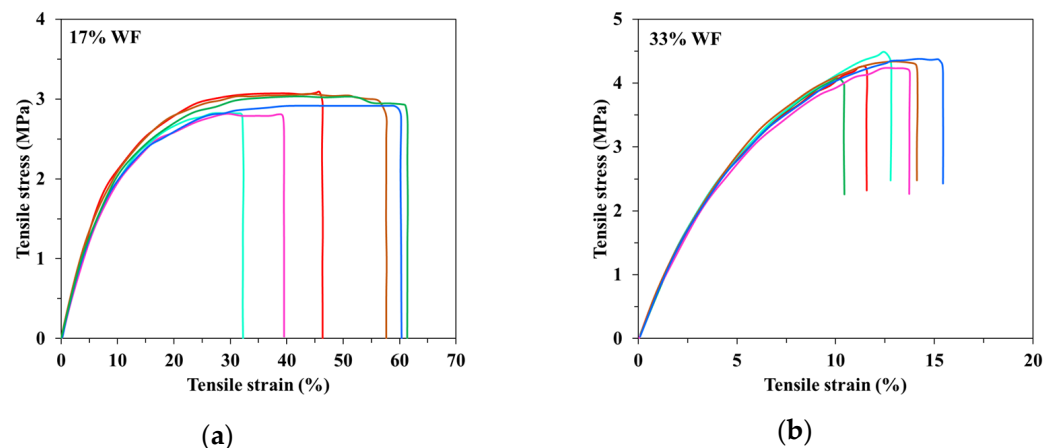 17% WF
4
3
2
1
0
Tensile stress (MPa)
0 10 20 30 40 50 60 70
Tensile strain (%)
(a)
33% WF
5
4
3
2
1
0
Tensile stress (MPa)
0 5 10 15 20
Tensile strain (%)
(b)